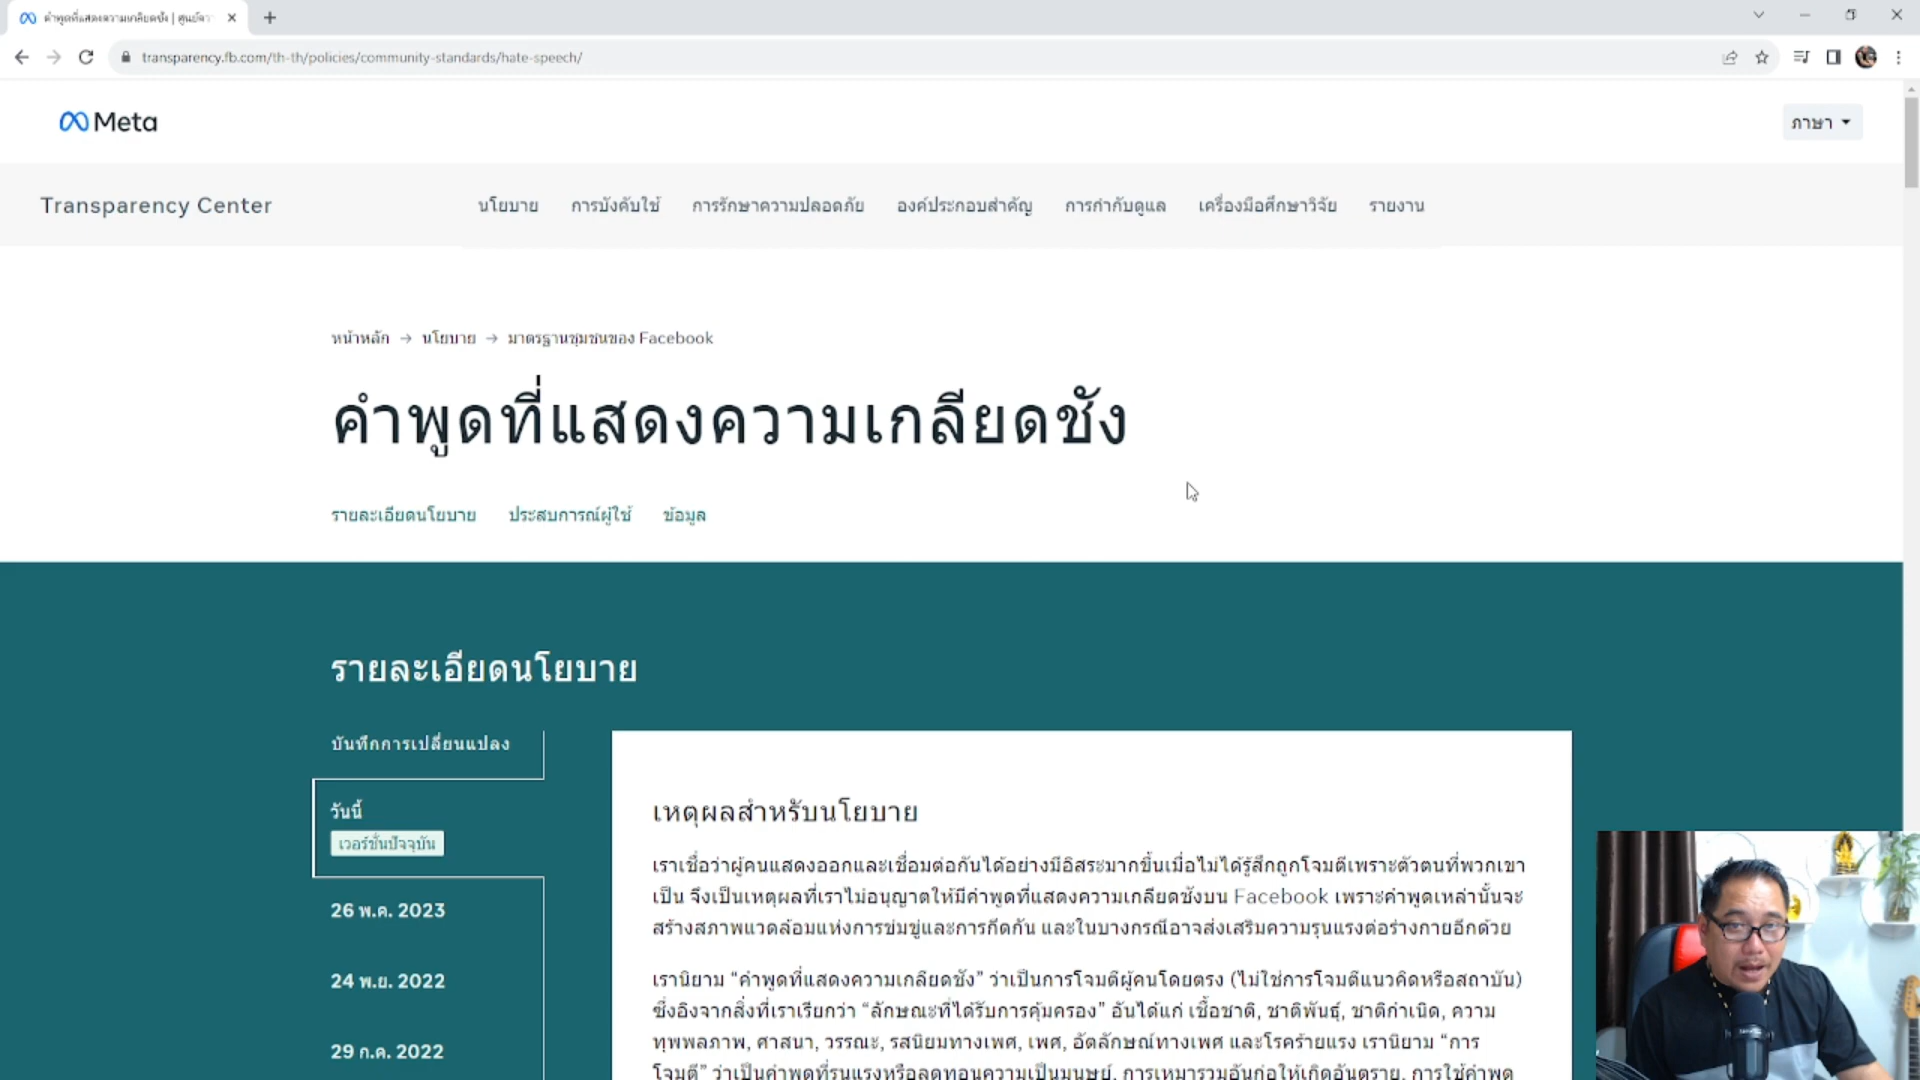 คำพูดที่แสดงความเกลียดชัง | ศูนย์ควา
transparency.fb.com/th-th/policies/community-standards/hate-speech/
Meta
ภาษา
Transparency Center
นโยบาย
การบังคับใช้
การรักษาความปลอดภัย
องค์ประกอบสำคัญ
การกำกับดูแล
เครื่องมือศึกษาวิจัย
รายงาน
หน้าหลัก → นโยบาย → มาตรฐานชุมชนของ Facebook
คำพูดที่แสดงความเกลียดชัง
รายละเอียดนโยบาย
ประสบการณ์ผู้ใช้
ข้อมูล
รายละเอียดนโยบาย
บันทึกการเปลี่ยนแปลง
วันนี้
เวอร์ชั่นปัจจุบัน
26 พ.ค. 2023
24 พ.ย. 2022
29 ก.ค. 2022
เหตุผลสำหรับนโยบาย
เราเชื่อว่าผู้คนแสดงออกและเชื่อมต่อกันได้อย่างมีอิสระมากขึ้นเมื่อไม่ได้รู้สึกถูกโจมตีเพราะตัวตนที่พวกเขา
เป็น จึงเป็นเหตุผลที่เราไม่อนุญาตให้มีคำพูดที่แสดงความเกลียดชังบน Facebook เพราะคำพูดเหล่านั้นจะ
สร้างสภาพแวดล้อมแห่งการข่มขู่และการกีดกัน และในบางกรณีอาจส่งเสริมความรุนแรงต่อร่างกายอีกด้วย
เรานิยาม “คำพูดที่แสดงความเกลียดชัง” ว่าเป็นการโจมตีผู้คนโดยตรง (ไม่ใช่การโจมตีแนวคิดหรือสถาบัน)
ซึ่งอิงจากสิ่งที่เราเรียกว่า “ลักษณะที่ได้รับการคุ้มครอง” อันได้แก่ เชื้อชาติ, ชาติพันธุ์, ชาติกำเนิด, ความ
ทุพพลภาพ, ศาสนา, วรรณะ, รสนิยมทางเพศ, เพศ, อัตลักษณ์ทางเพศ และโรคร้ายแรง เรานิยาม “การ
โจมตี” ว่าเป็นคำพูดที่รุนแรงหรือลดทอนความเป็นมนุษย์, การเหมารวมอันก่อให้เกิดอันตราย, การใช้คำพูด